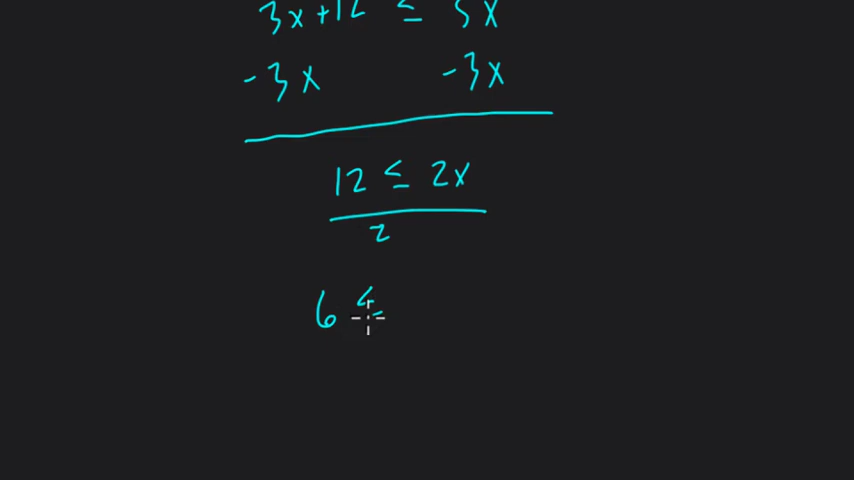 3x+12 ≤ 5x
-3x -3x
12 ≤ 2x
2
6 ≤